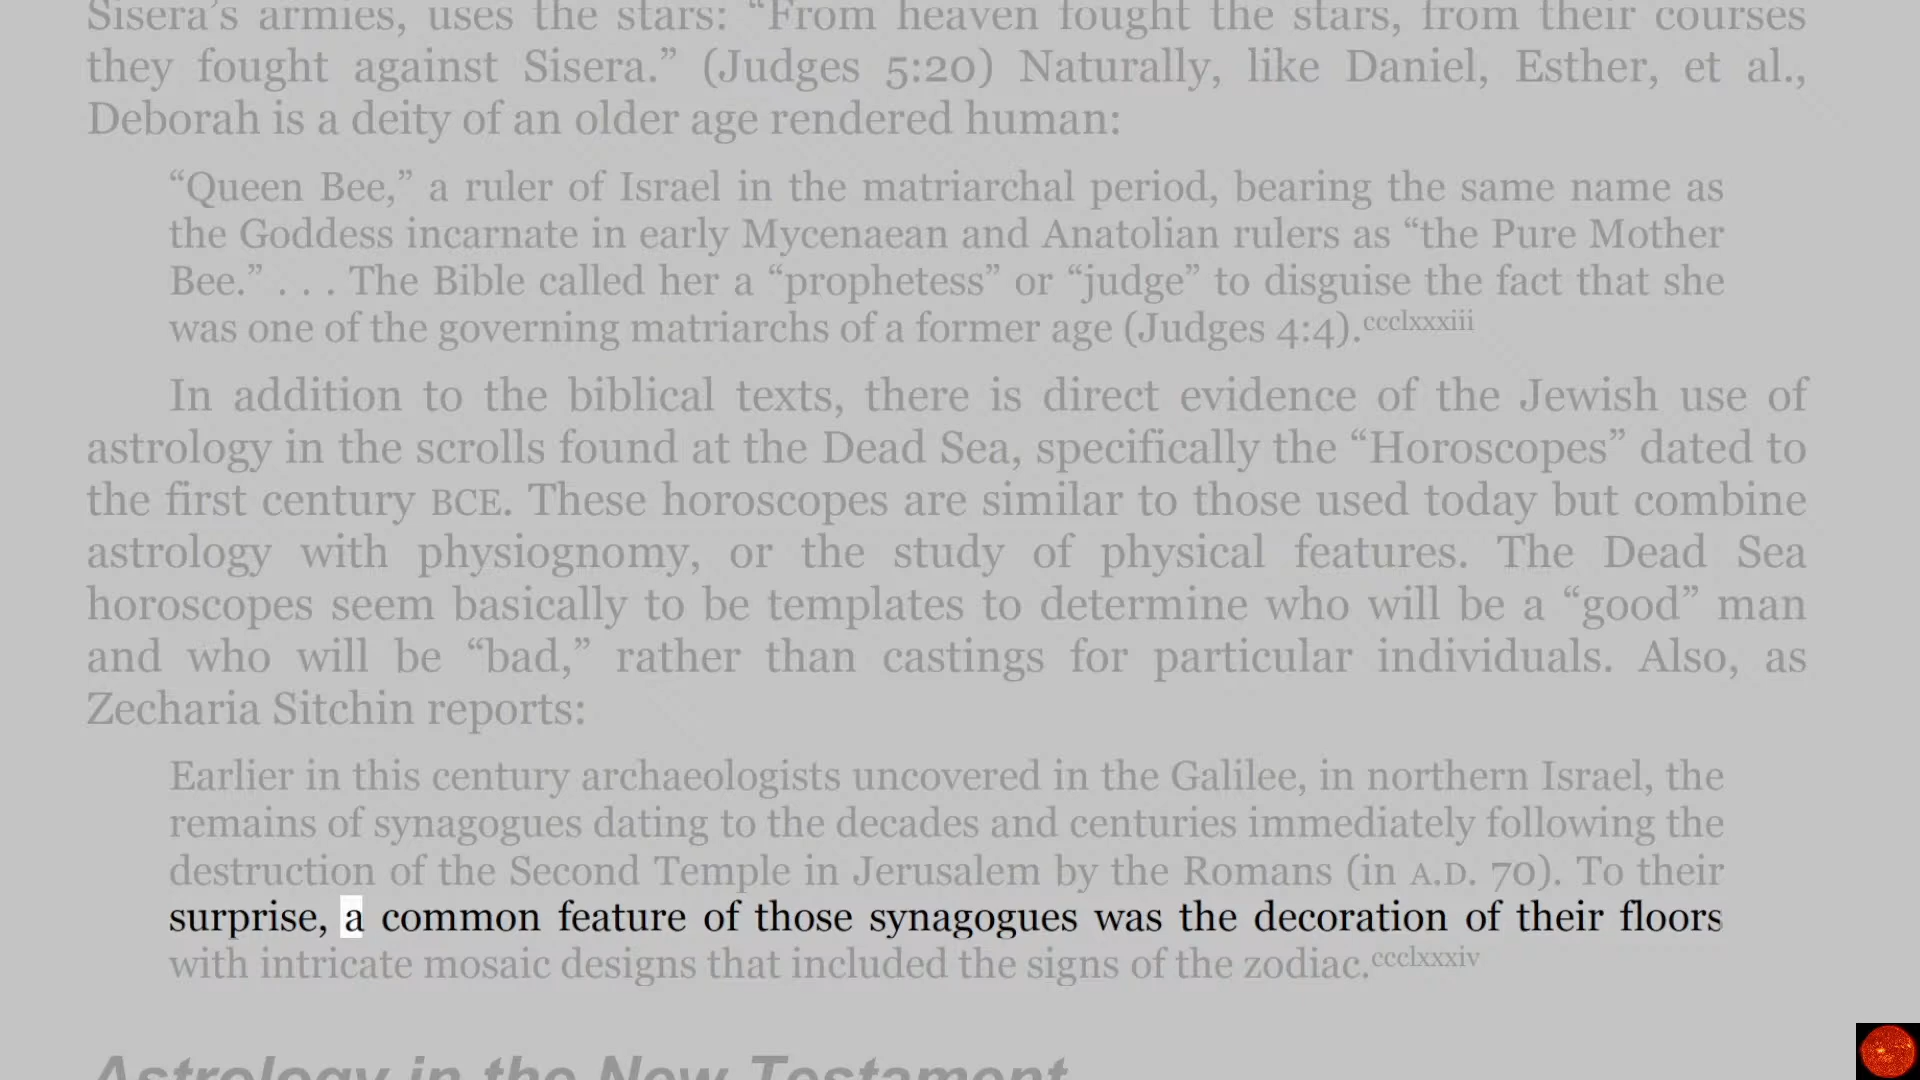 Sisera's armies, uses the stars: “From heaven fought the stars, from their courses
they fought against Sisera.” (Judges 5:20) Naturally, like Daniel, Esther, et al.,
Deborah is a deity of an older age rendered human:
“Queen Bee,” a ruler of Israel in the matriarchal period, bearing the same name as
the Goddess incarnate in early Mycenaean and Anatolian rulers as “the Pure Mother
Bee.” . . . The Bible called her a “prophetess” or “judge” to disguise the fact that she
was one of the governing matriarchs of a former age (Judges 4:4).ccclxxxiii
In addition to the biblical texts, there is direct evidence of the Jewish use of
astrology in the scrolls found at the Dead Sea, specifically the “Horoscopes” dated to
the first century BCE. These horoscopes are similar to those used today but combine
astrology with physiognomy, or the study of physical features. The Dead Sea
horoscopes seem basically to be templates to determine who will be a “good” man
and who will be “bad,” rather than castings for particular individuals. Also, as
Zecharia Sitchin reports:
Earlier in this century archaeologists uncovered in the Galilee, in northern Israel, the
remains of synagogues dating to the decades and centuries immediately following the
destruction of the Second Temple in Jerusalem by the Romans (in A.D. 70). To their
surprise, a common feature of those synagogues was the decoration of their floors
with intricate mosaic designs that included the signs of the zodiac.ccclxxxiv
Astrology in the New Testament